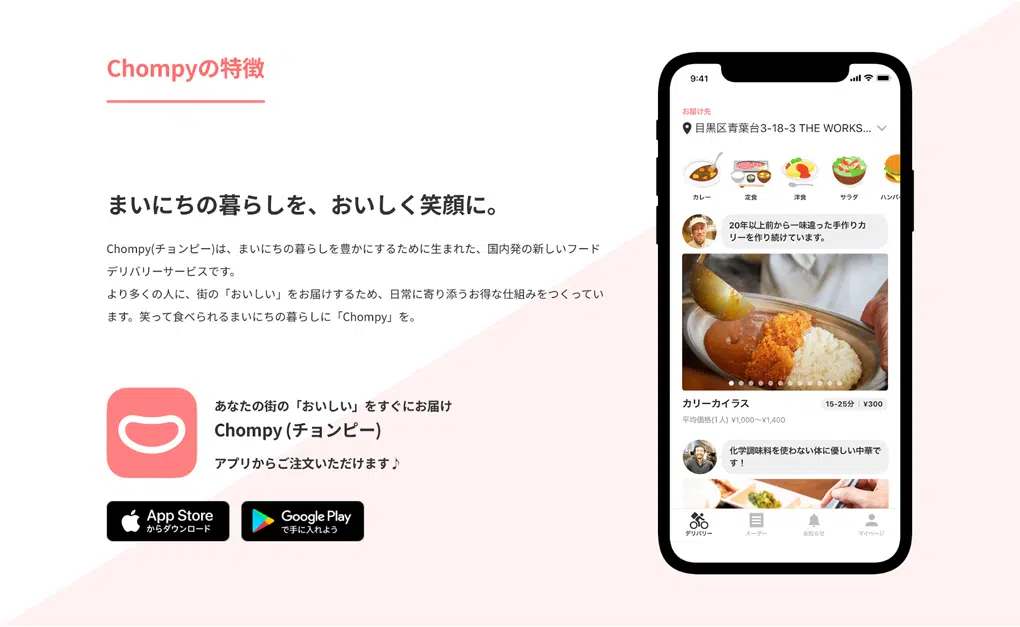 Chompyの特徴
まいにちの暮らしを、おいしく笑顔に。
Chompy(チョンピー)は、まいにちの暮らしを豊かにするために生まれた、国内発の新しいフード
デリバリーサービスです。
より多くの人に、街の「おいしい」をお届けするため、日常に寄り添うお得な仕組みをつくってい
ます。笑って食べられるまいにちの暮らしに「Chompy」を。
あなたの街の「おいしい」をすぐにお届け
Chompy (チョンピー)
アプリからご注文いただけます♪
App Store
からダウンロード
Google Play
で手に入れよう
9:41
お届け先
目黒区青葉台3-18-3 THE WORKS...
カレー 定食 洋食 サラダ ハンバー
20年以上前から一味違った手作りカ
リーを作り続けています。
カリーカイラス 15-25分 ¥300
平均価格(1人) ¥1,000〜¥1,400
化学調味料を使わない体に優しい中華で
す！
デリバリー オーダー お知らせ マイページ